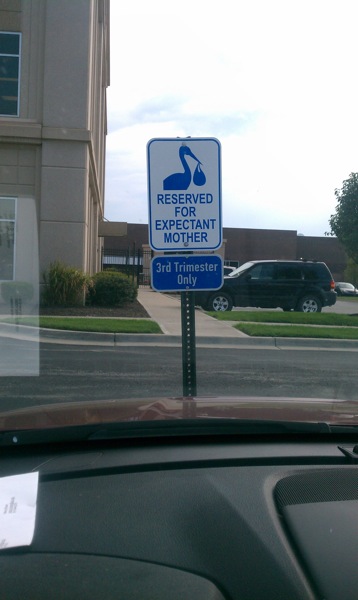 RESERVED
FOR
EXPECTANT
MOTHER
3rd Trimester
Only